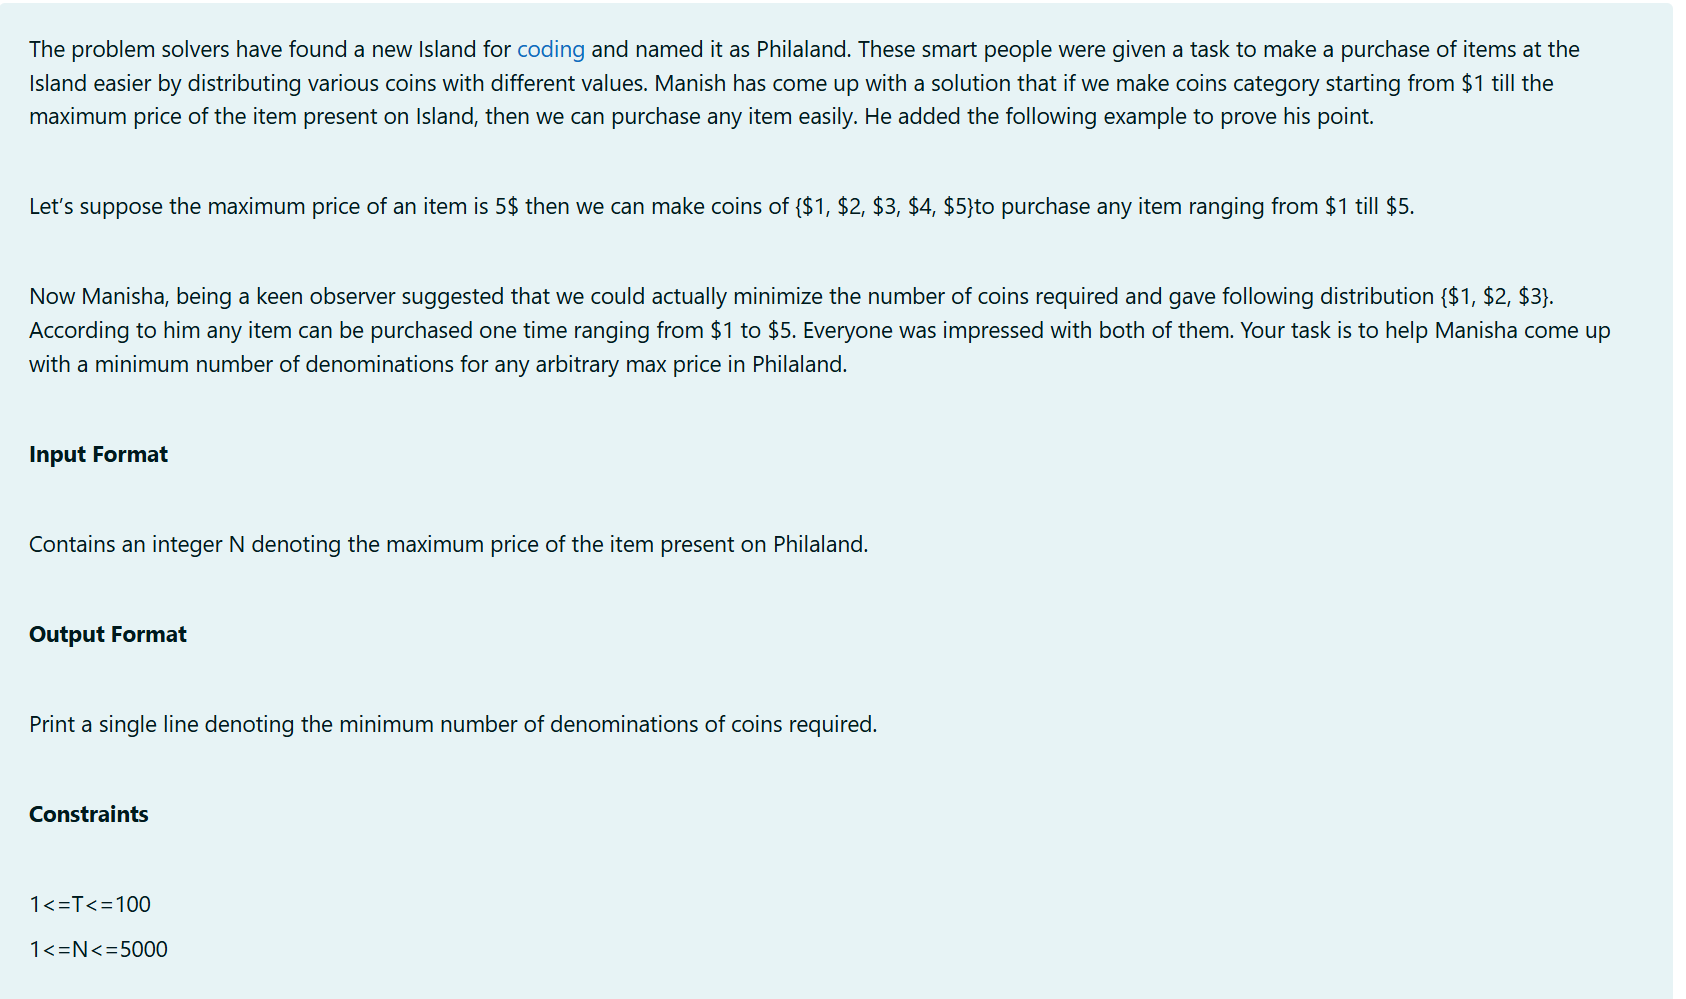 The problem solvers have found a new Island for coding and named it as Philaland. These smart people were given a task to make a purchase of items at the
Island easier by distributing various coins with different values. Manish has come up with a solution that if we make coins category starting from $1 till the
maximum price of the item present on Island, then we can purchase any item easily. He added the following example to prove his point.
Let’s suppose the maximum price of an item is 5$ then we can make coins of {$1, $2, $3, $4, $5}to purchase any item ranging from $1 till $5.
Now Manisha, being a keen observer suggested that we could actually minimize the number of coins required and gave following distribution {$1, $2, $3}.
According to him any item can be purchased one time ranging from $1 to $5. Everyone was impressed with both of them. Your task is to help Manisha come up
with a minimum number of denominations for any arbitrary max price in Philaland.
Input Format
Contains an integer N denoting the maximum price of the item present on Philaland.
Output Format
Print a single line denoting the minimum number of denominations of coins required.
Constraints
1<=T<=100
1<=N<=5000